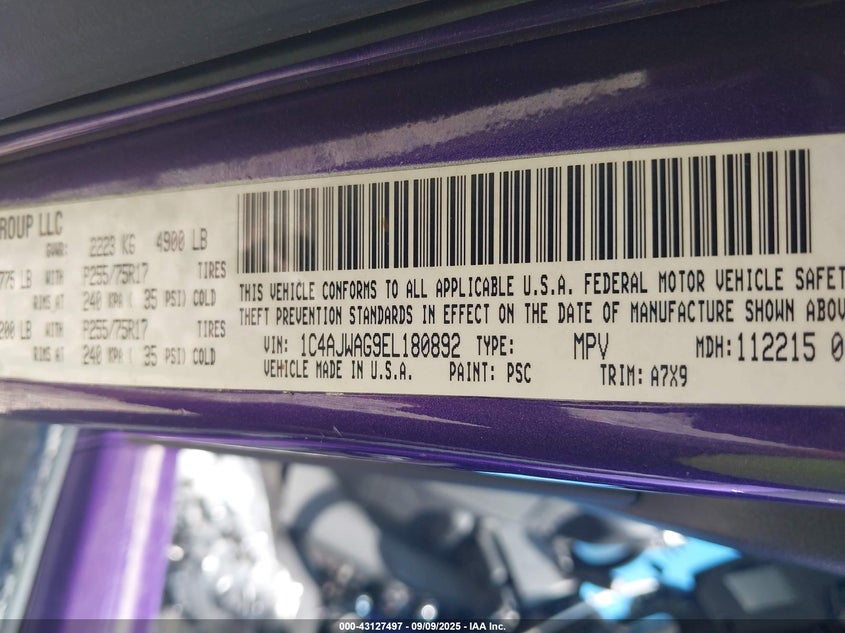 ROUP LLC
GVWR: 2223 KG 4900 LB
775 LB WITH P255/75R17 TIRES
RIMS AT 240 KPA ( 35 PSI) COLD
200 LB WITH P255/75R17 TIRES
RIMS AT 240 KPA ( 35 PSI) COLD
THIS VEHICLE CONFORMS TO ALL APPLICABLE U.S.A. FEDERAL MOTOR VEHICLE SAFET
THEFT PREVENTION STANDARDS IN EFFECT ON THE DATE OF MANUFACTURE SHOWN ABOV
VIN: 1C4AJWAG9EL180892 TYPE: MPV MDH: 112215 0
VEHICLE MADE IN U.S.A. PAINT: PSC TRIM: A7X9
000-43127497 - 09/09/2025 - IAA Inc.